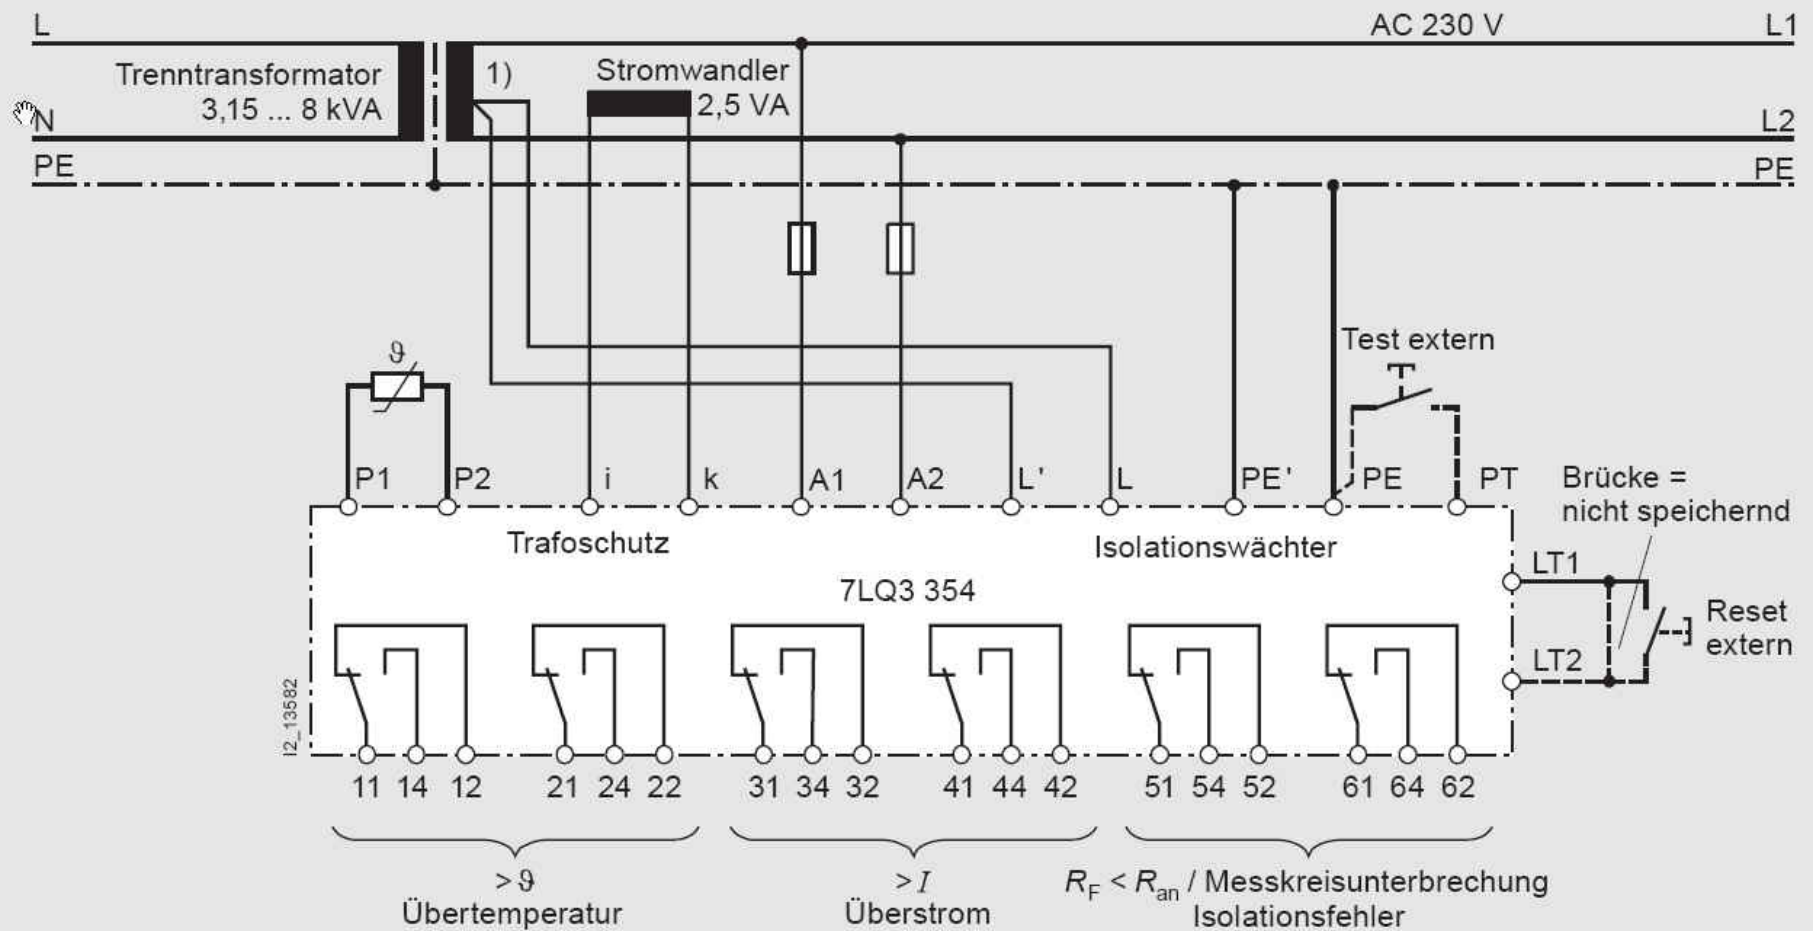 L
AC 230 V
L1
Trenntransformator
3,15 ... 8 kVA
1)
Stromwandler
2,5 VA
N
L2
PE
PE
ϑ
Test extern
P1
P2
i
k
A1
A2
L'
L
PE'
PE
PT
Brücke =
nicht speichernd
Trafoschutz
Isolationswächter
7LQ3 354
LT1
Reset
extern
LT2
I2_13582
11 14 12
21 24 22
31 34 32
41 44 42
51 54 52
61 64 62
>ϑ
Übertemperatur
>I
Überstrom
RF < Ran / Messkreisunterbrechung
Isolationsfehler